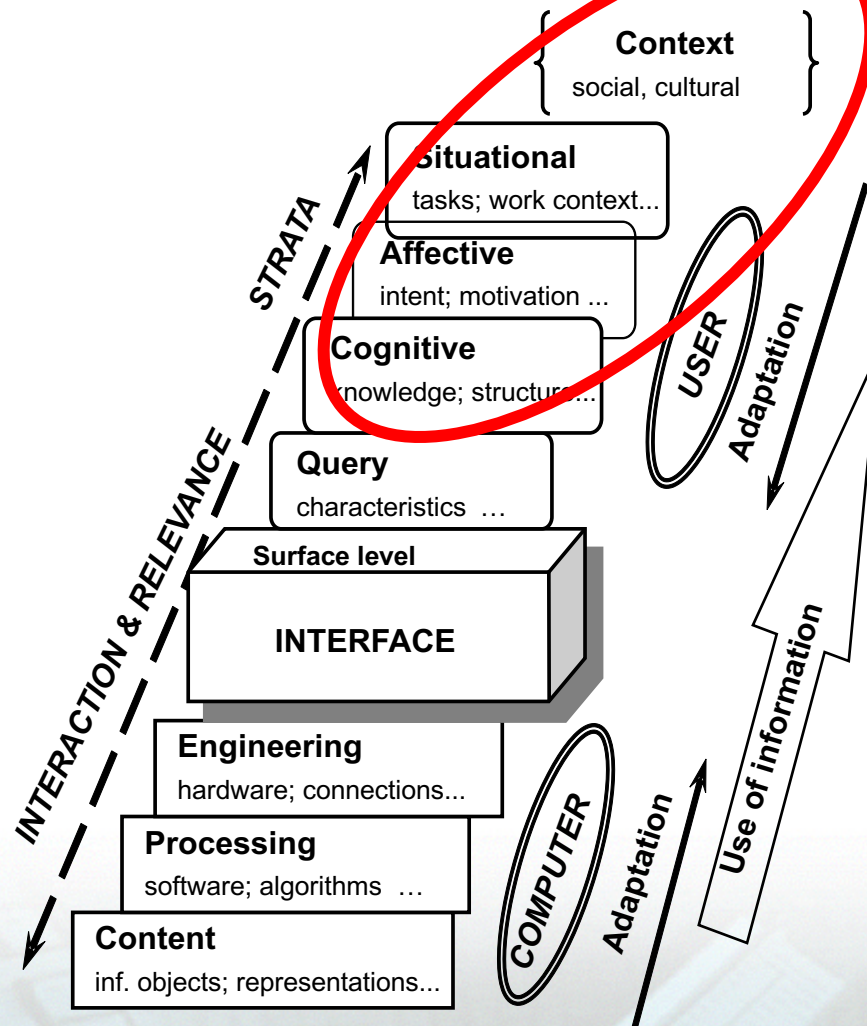 Context
social, cultural
Situational
tasks; work context...
Affective
intent; motivation ...
Cognitive
knowledge; structure...
Query
characteristics …
Surface level
INTERFACE
Engineering
hardware; connections...
Processing
software; algorithms …
Content
inf. objects; representations...
INTERACTION & RELEVANCE
STRATA
USER
Adaptation
COMPUTER
Adaptation
Use of information